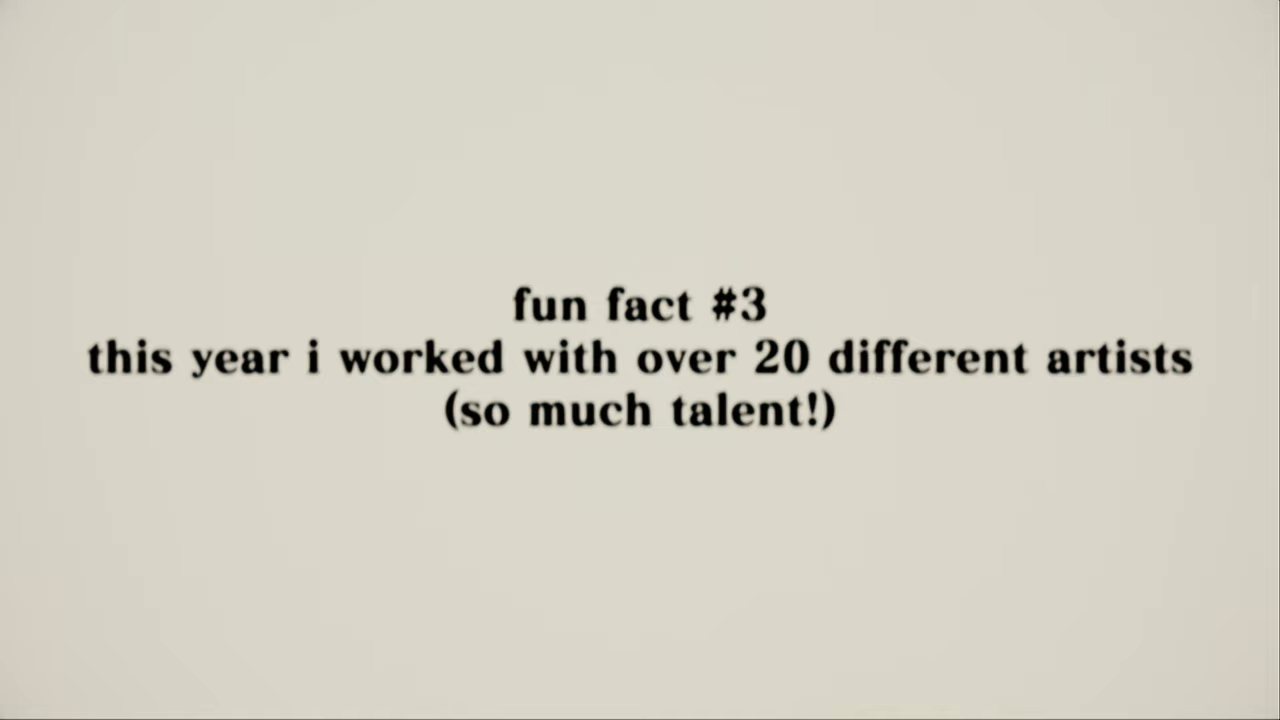 fun fact #3
this year i worked with over 20 different artists
(so much talent!)